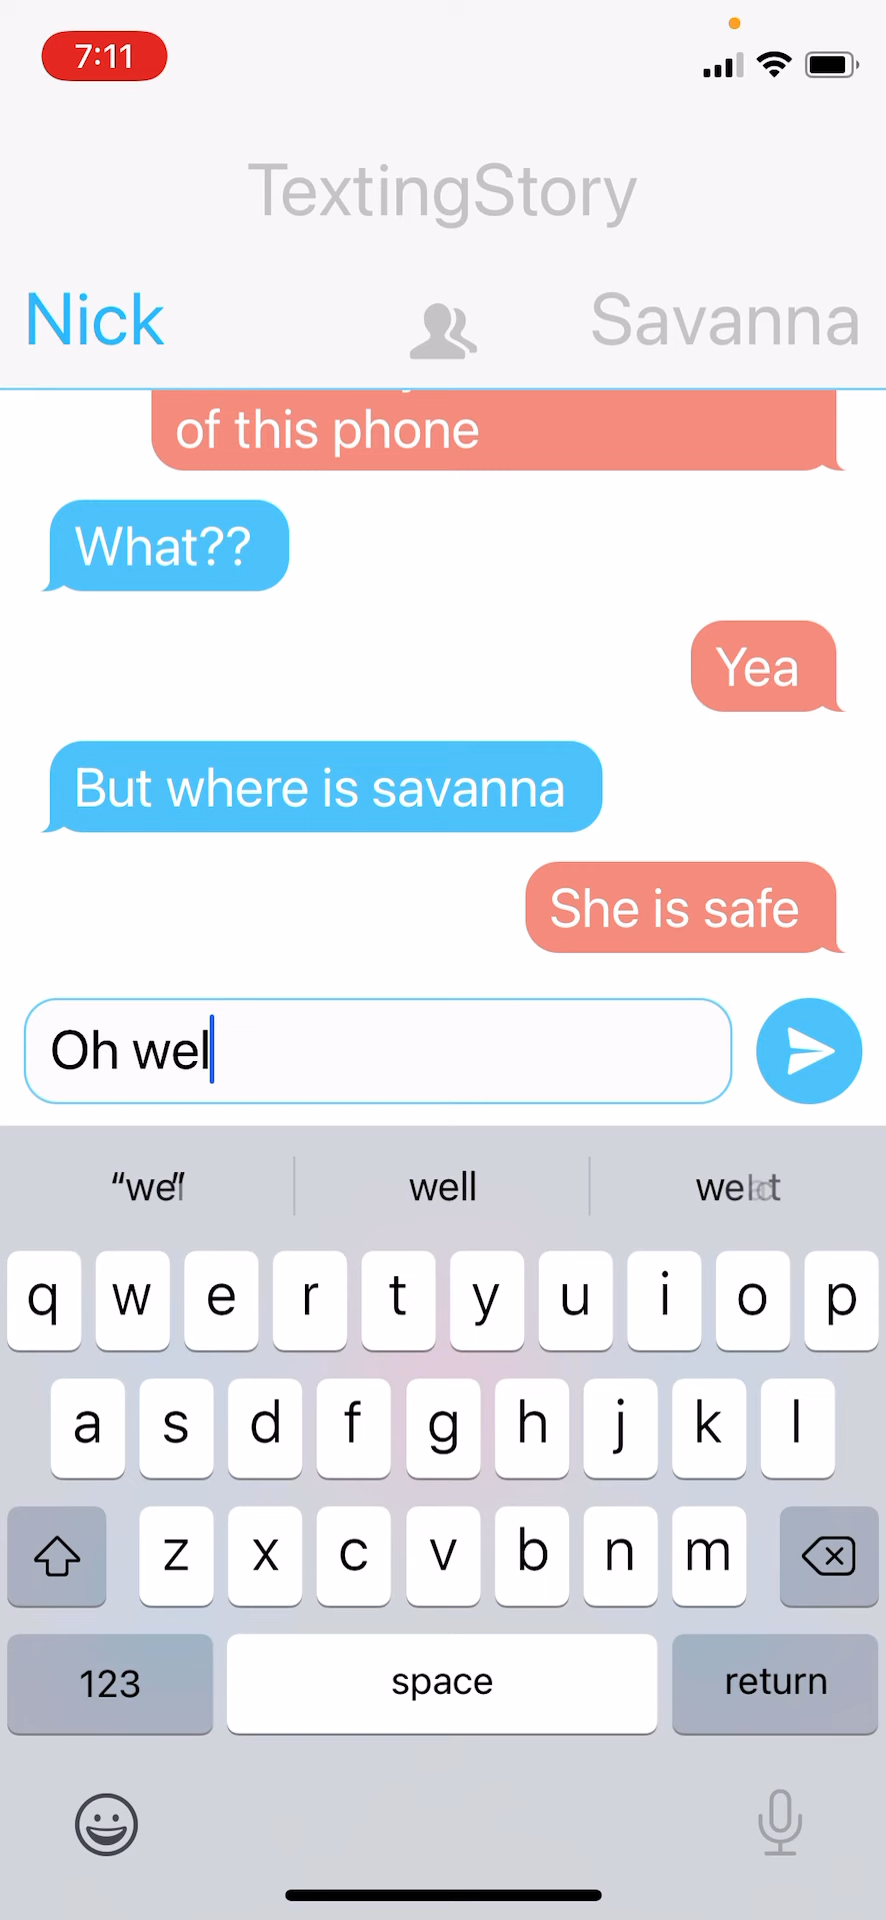 7:11
TextingStory
Nick
Savanna
of this phone
What??
Yea
But where is savanna
She is safe
Oh wel
well
q w e r t y u i o p
a s d f g h j k l
z x c v b n m
123
space
return